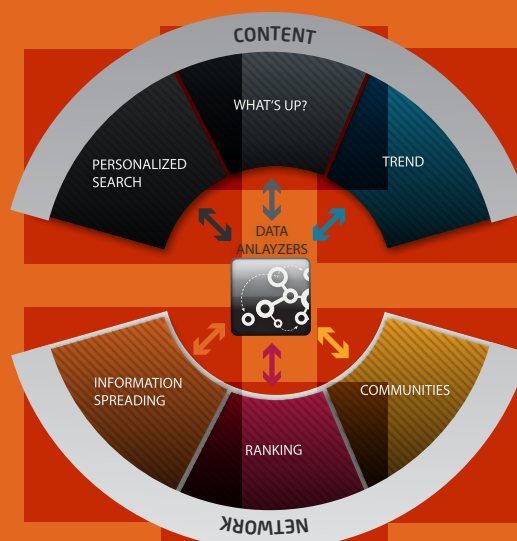 CONTENT
WHAT'S UP?
PERSONALIZED
SEARCH
TREND
DATA
ANLAYZERS
INFORMATION
SPREADING
COMMUNITIES
RANKING
NETWORK